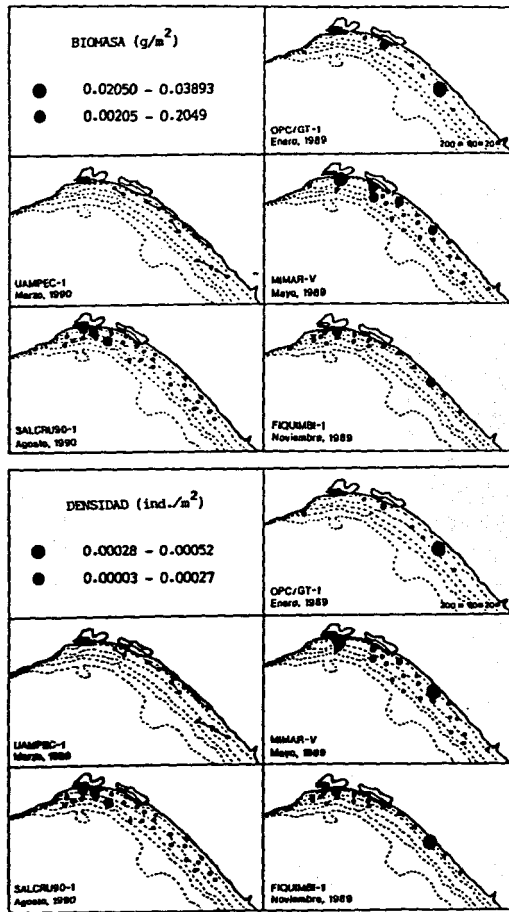 BIOMASA (g/m²)
0.02050 - 0.03893
0.00205 - 0.2049
OPC/GT-1
Enero, 1989
UAMPEC-1
Marzo, 1990
MIMAR-V
Mayo, 1989
SALCRU90-1
Agosto, 1990
FIQUIMBI-1
Noviembre, 1989
DENSIDAD (ind./m²)
0.00028 - 0.00052
0.00003 - 0.00027
OPC/GT-1
Enero, 1989
UAMPEC-1
Marzo,
MIMAR-V
Mayo, 1989
SALCRU90-1
Agosto, 1990
FIQUIMBI-1
Noviembre, 1989